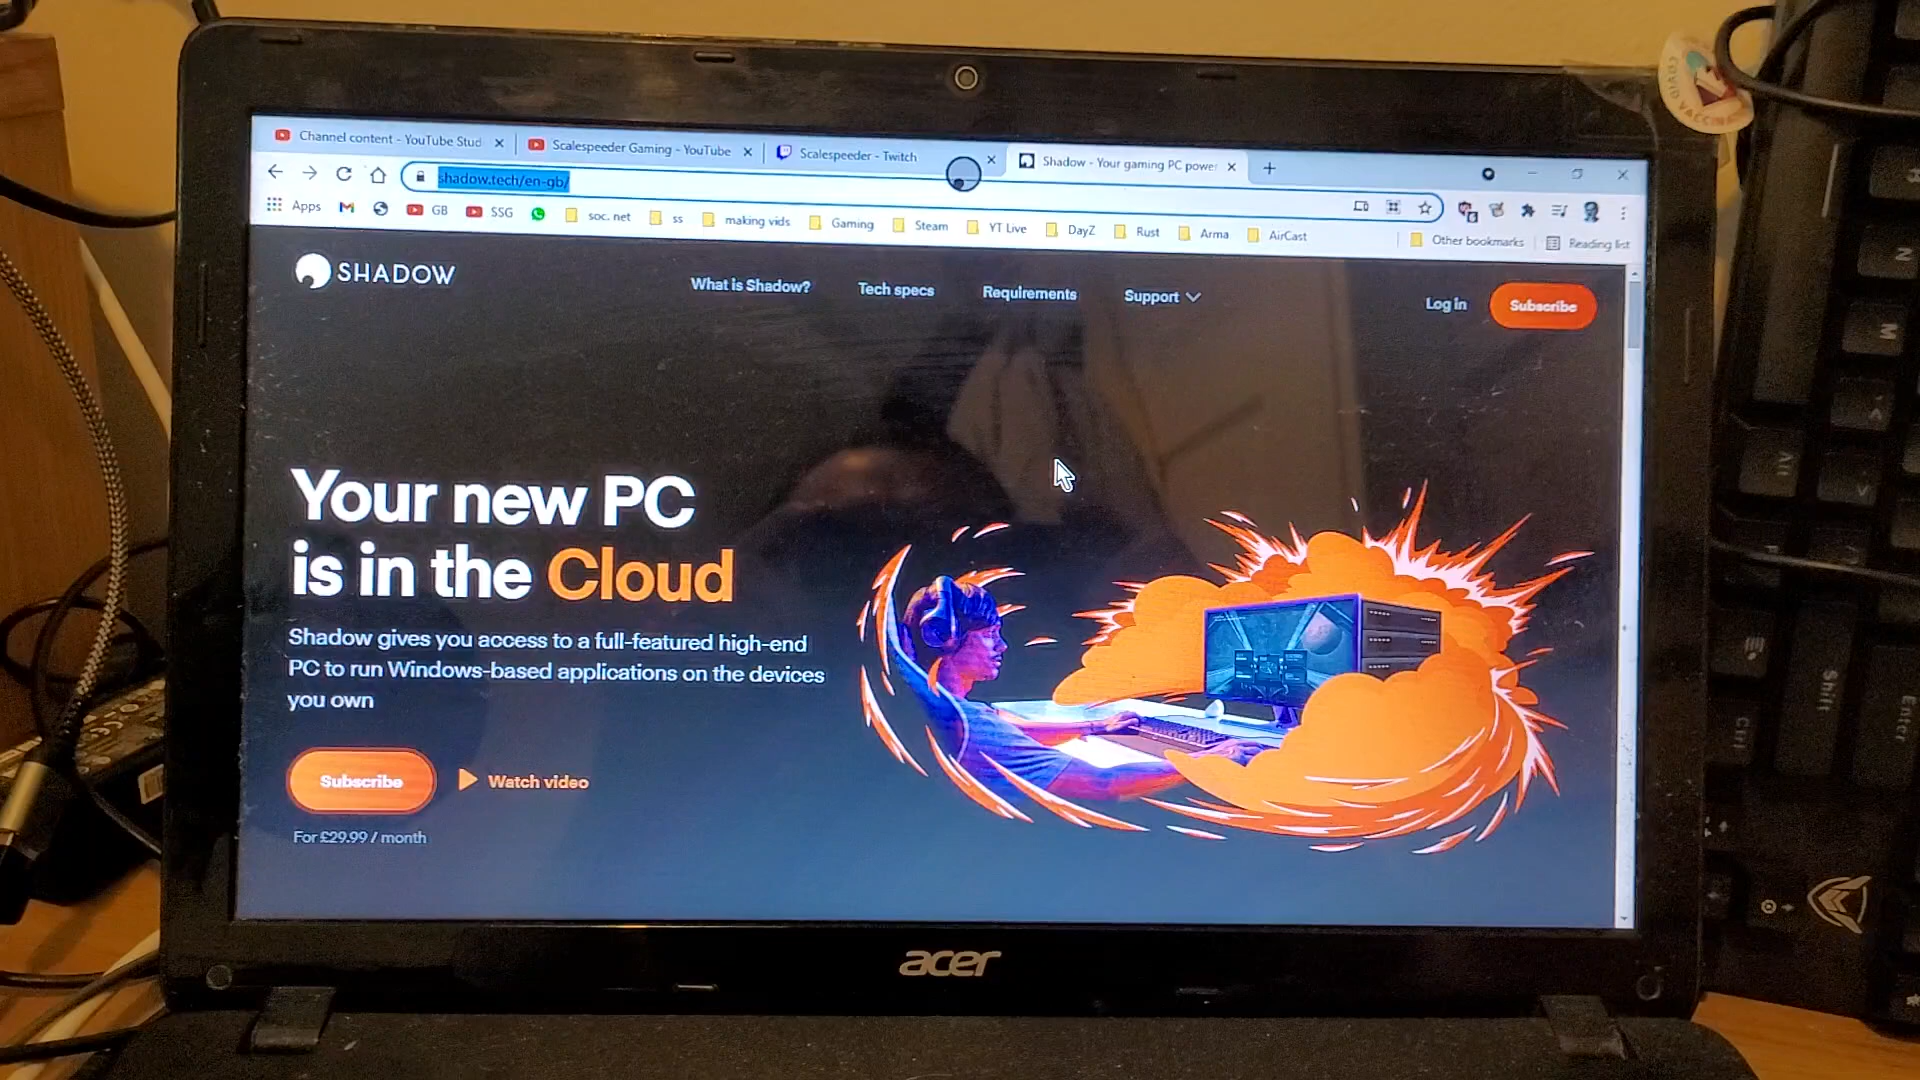 Channel content - YouTube Stud
Scalespeeder Gaming - YouTube
Scalespeeder - Twitch
Shadow - Your gaming PC power
shadow.tech/en-gb/
Apps
GB
SSG
soc. net
ss
making vids
Gaming
Steam
YT Live
DayZ
Rust
Arma
AirCast
Other bookmarks
Reading list
SHADOW
What is Shadow?
Tech specs
Requirements
Support
Log in
Subscribe
Your new PC
is in the Cloud
Shadow gives you access to a full-featured high-end
PC to run Windows-based applications on the devices
you own
Subscribe
Watch video
For £29.99 / month
acer
N
M
Alt
Ctrl
Shift
Enter